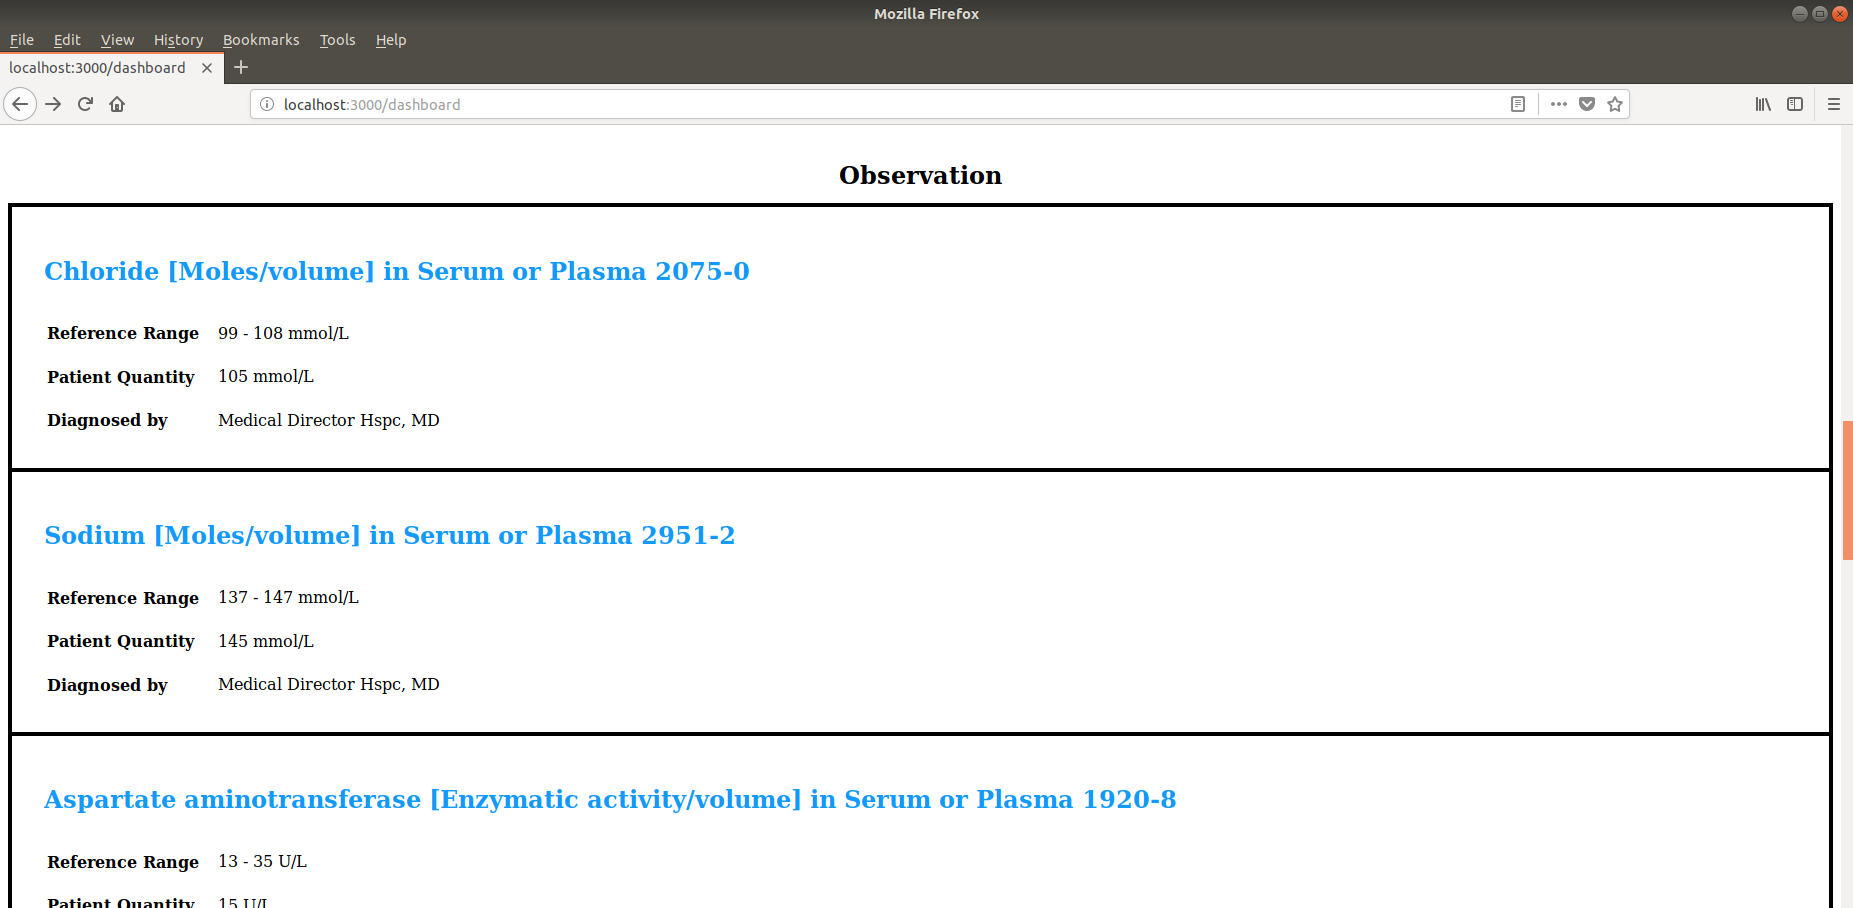 Mozilla Firefox
File Edit View History Bookmarks Tools Help
localhost:3000/dashboard
localhost:3000/dashboard
Observation
Chloride [Moles/volume] in Serum or Plasma 2075-0
Reference Range 99 - 108 mmol/L
Patient Quantity 105 mmol/L
Diagnosed by Medical Director Hspc, MD
Sodium [Moles/volume] in Serum or Plasma 2951-2
Reference Range 137 - 147 mmol/L
Patient Quantity 145 mmol/L
Diagnosed by Medical Director Hspc, MD
Aspartate aminotransferase [Enzymatic activity/volume] in Serum or Plasma 1920-8
Reference Range 13 - 35 U/L
Patient Quantity 15 U/L